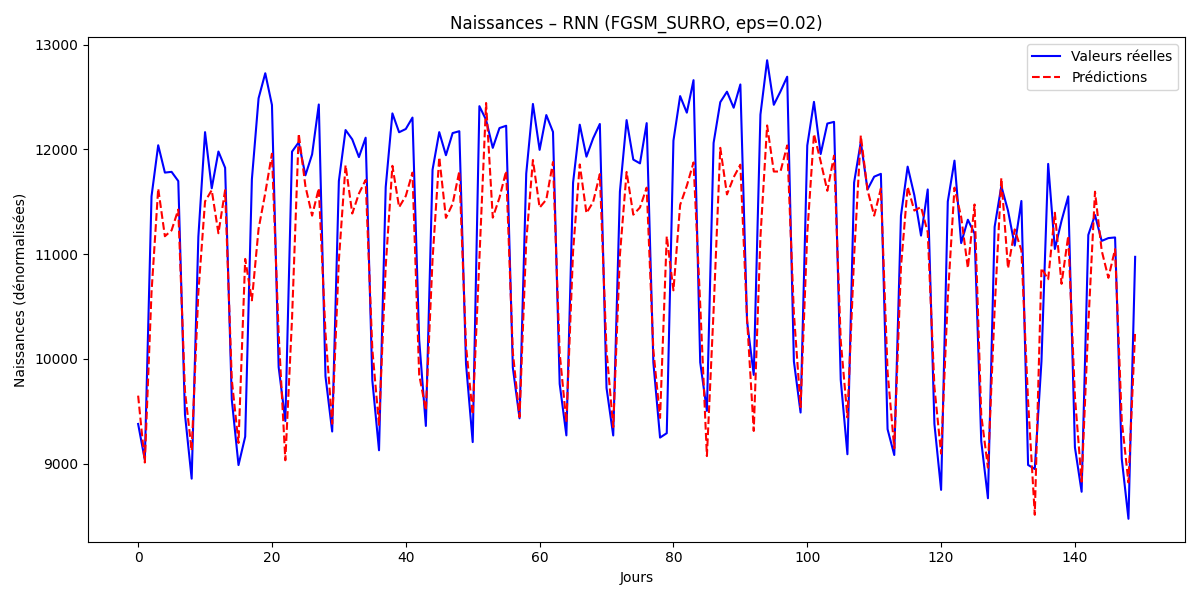 Naissances – RNN (FGSM_SURRO, eps=0.02)
13000
12000
11000
10000
9000
Naissances (dénormalisées)
Valeurs réelles
Prédictions
0 20 40 60 80 100 120 140
Jours